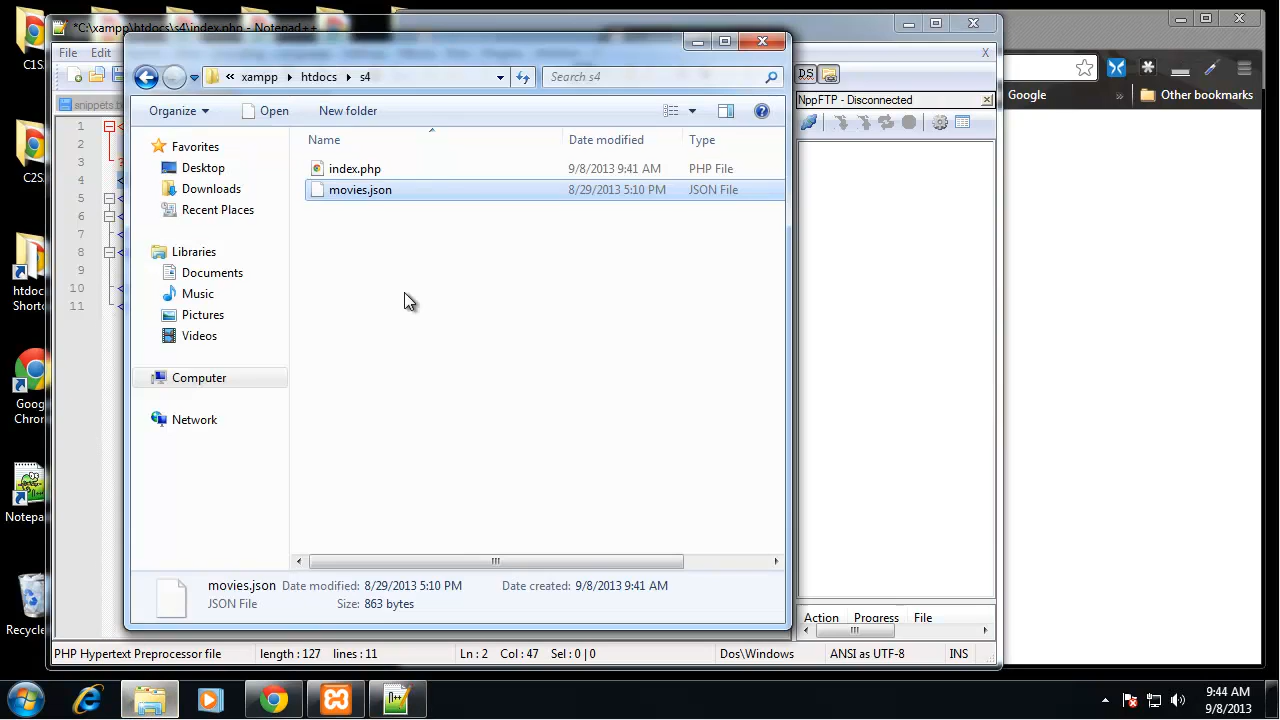 *C:\xampp\htdocs\s4\index.php - Notepad++
C1S
C2S
htdocs
Shortc
Goog
Chro
Notepa
Recycle
File Edit
X
snippets
1
2
3
4
5
6
7
8
9
10
11
« xampp ▸ htdocs ▸ s4
Search s4
Organize Open New folder
Name Date modified Type
index.php 9/8/2013 9:41 AM PHP File
movies.json 8/29/2013 5:10 PM JSON File
Favorites
Desktop
Downloads
Recent Places
Libraries
Documents
Music
Pictures
Videos
Computer
Network
movies.json Date modified: 8/29/2013 5:10 PM Date created: 9/8/2013 9:41 AM
JSON File Size: 863 bytes
DS
NppFTP - Disconnected
Action Progress File
Google » Other bookmarks
PHP Hypertext Preprocessor file length : 127 lines : 11 Ln : 2 Col : 47 Sel : 0 | 0 Dos\Windows ANSI as UTF-8 INS
9:44 AM
9/8/2013